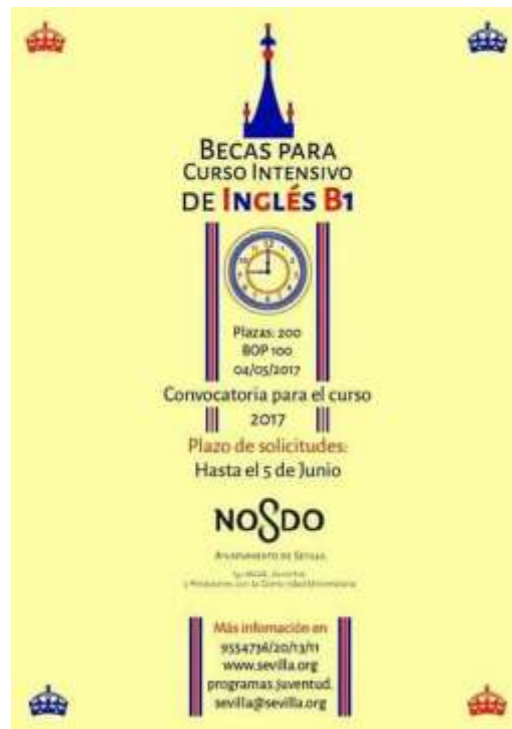 BECAS PARA
CURSO INTENSIVO
DE INGLÉS B1
12
Plazas: 200
BOP 100
04/05/2017
Convocatoria para el curso
2017
Plazo de solicitudes:
Hasta el 5 de Junio
NO8DO
AYUNTAMIENTO DE SEVILLA
Más información en
9554736/20/13/11
www.sevilla.org
programas.juventud.
sevilla@sevilla.org